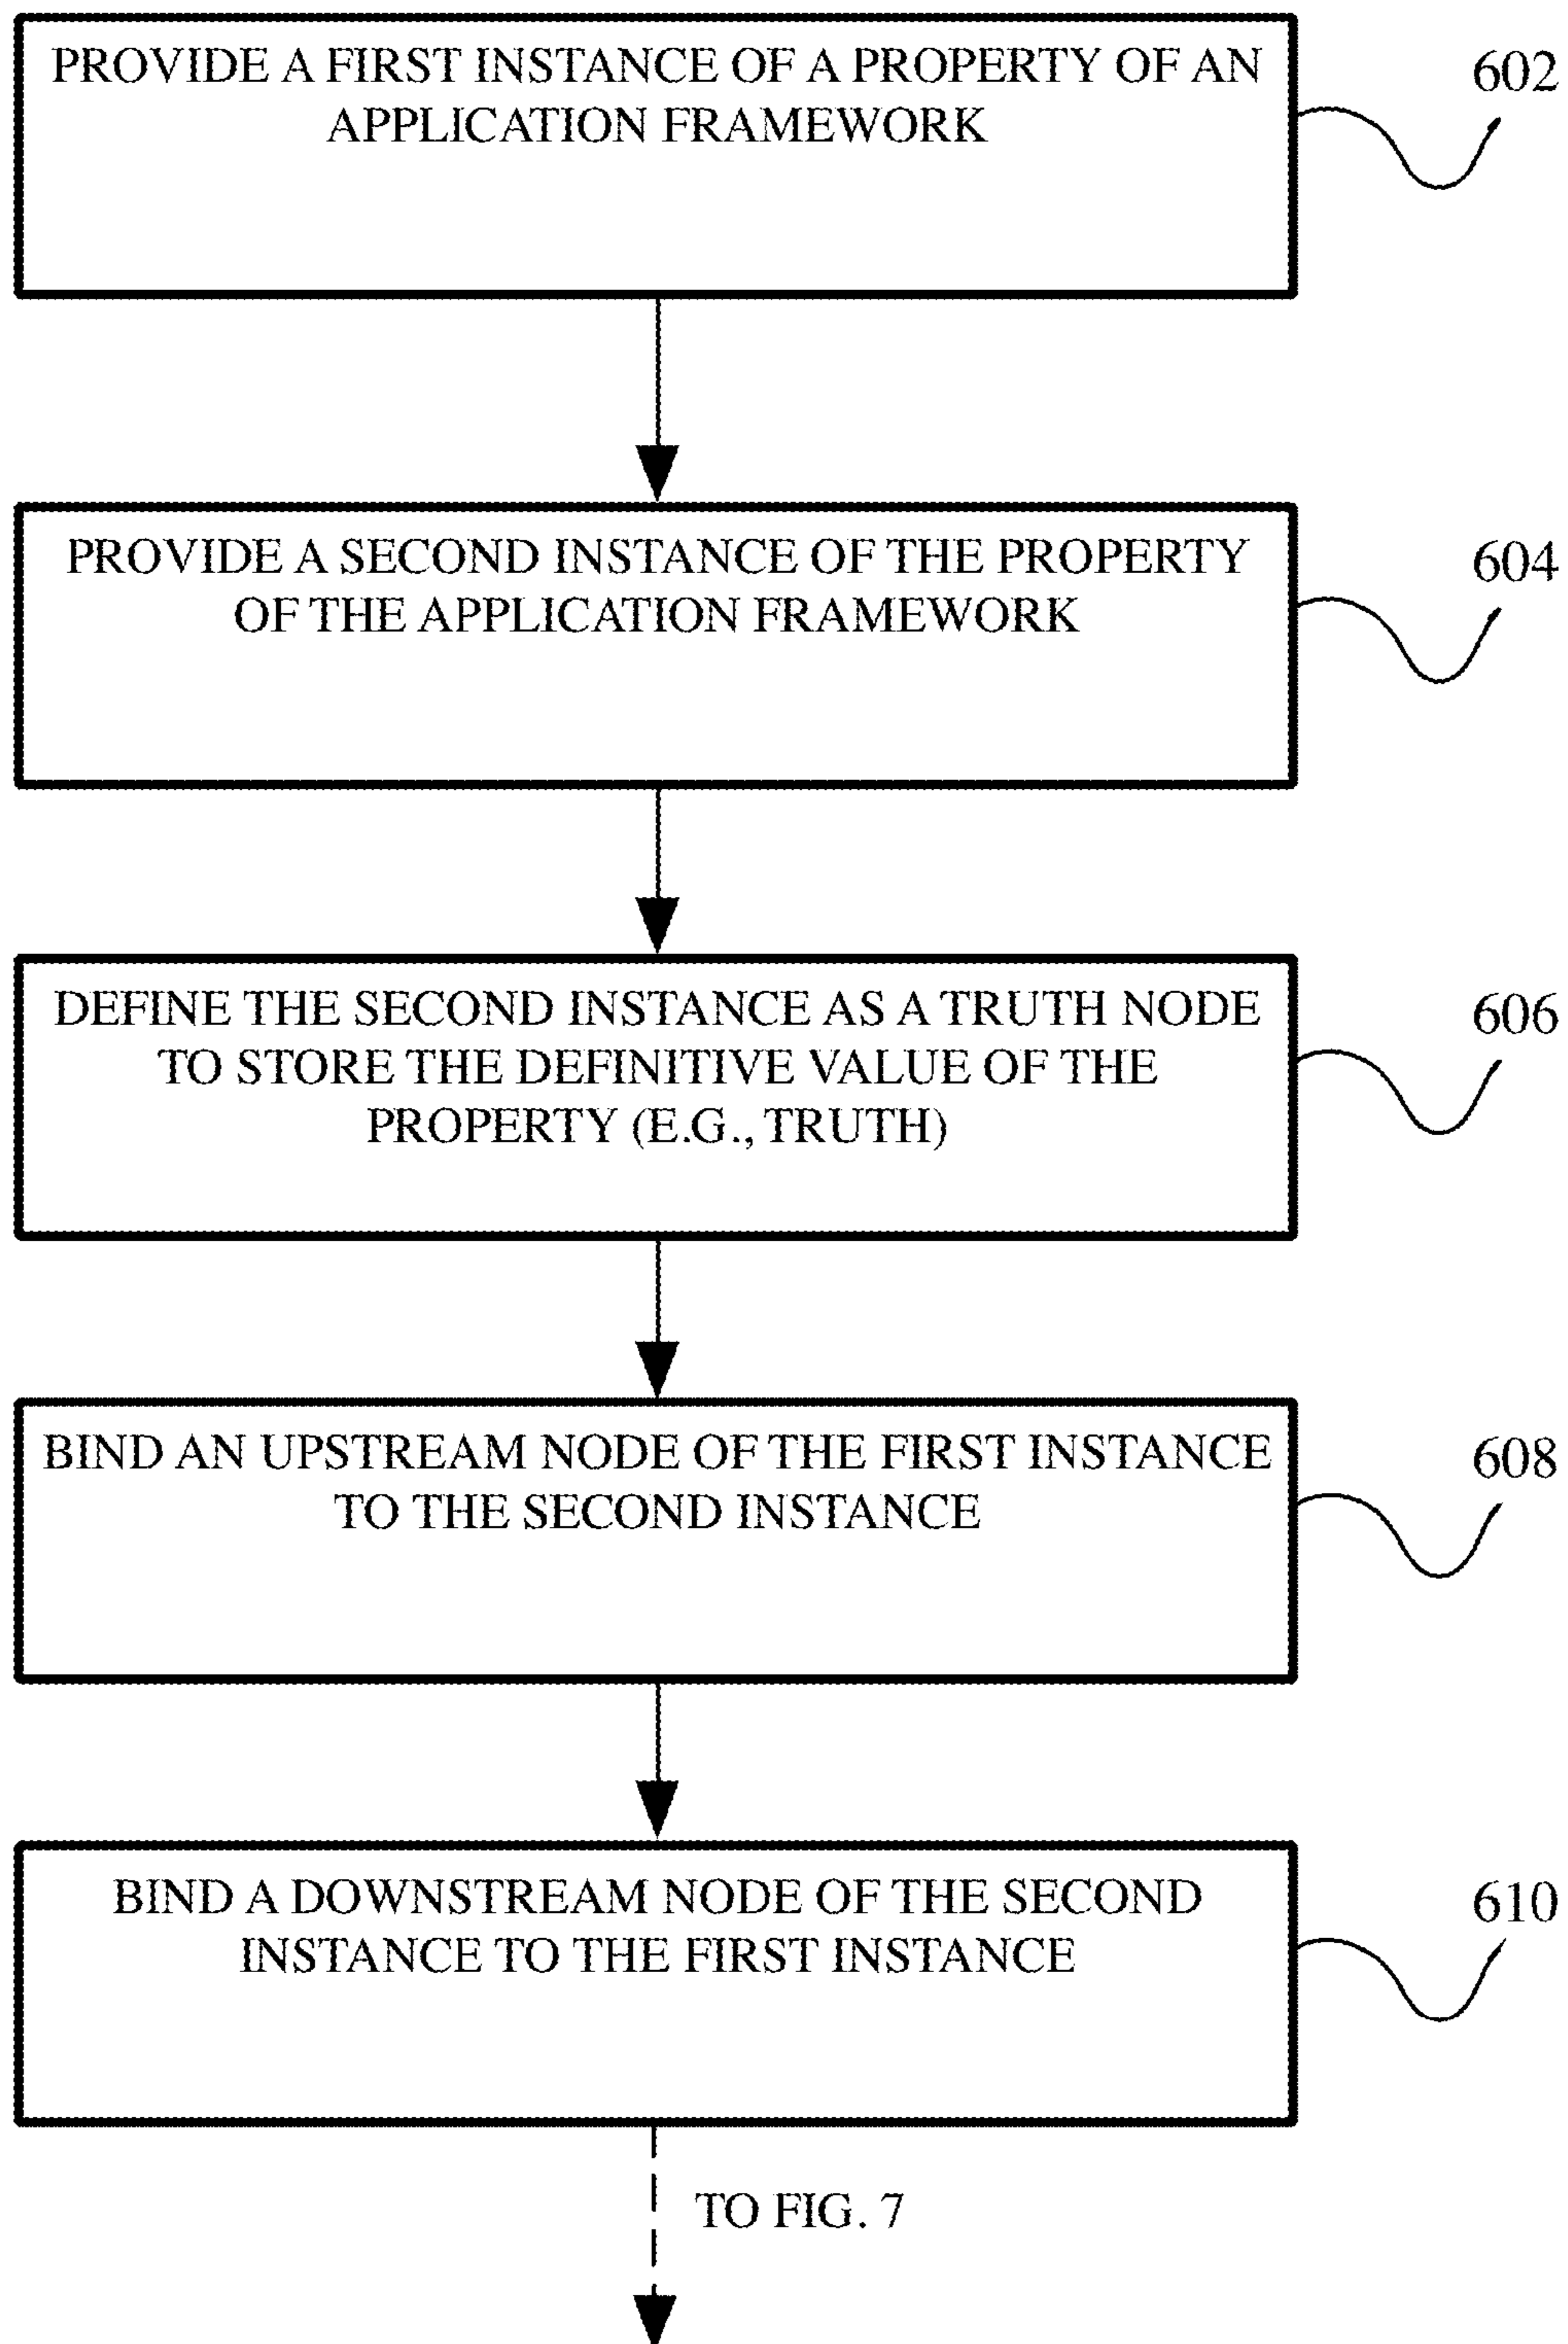 PROVIDE A FIRST INSTANCE OF A PROPERTY OF AN
APPLICATION FRAMEWORK
602
PROVIDE A SECOND INSTANCE OF THE PROPERTY
OF THE APPLICATION FRAMEWORK
604
DEFINE THE SECOND INSTANCE AS A TRUTH NODE
TO STORE THE DEFINITIVE VALUE OF THE
PROPERTY (E.G., TRUTH)
606
BIND AN UPSTREAM NODE OF THE FIRST INSTANCE
TO THE SECOND INSTANCE
608
BIND A DOWNSTREAM NODE OF THE SECOND
INSTANCE TO THE FIRST INSTANCE
610
TO FIG. 7